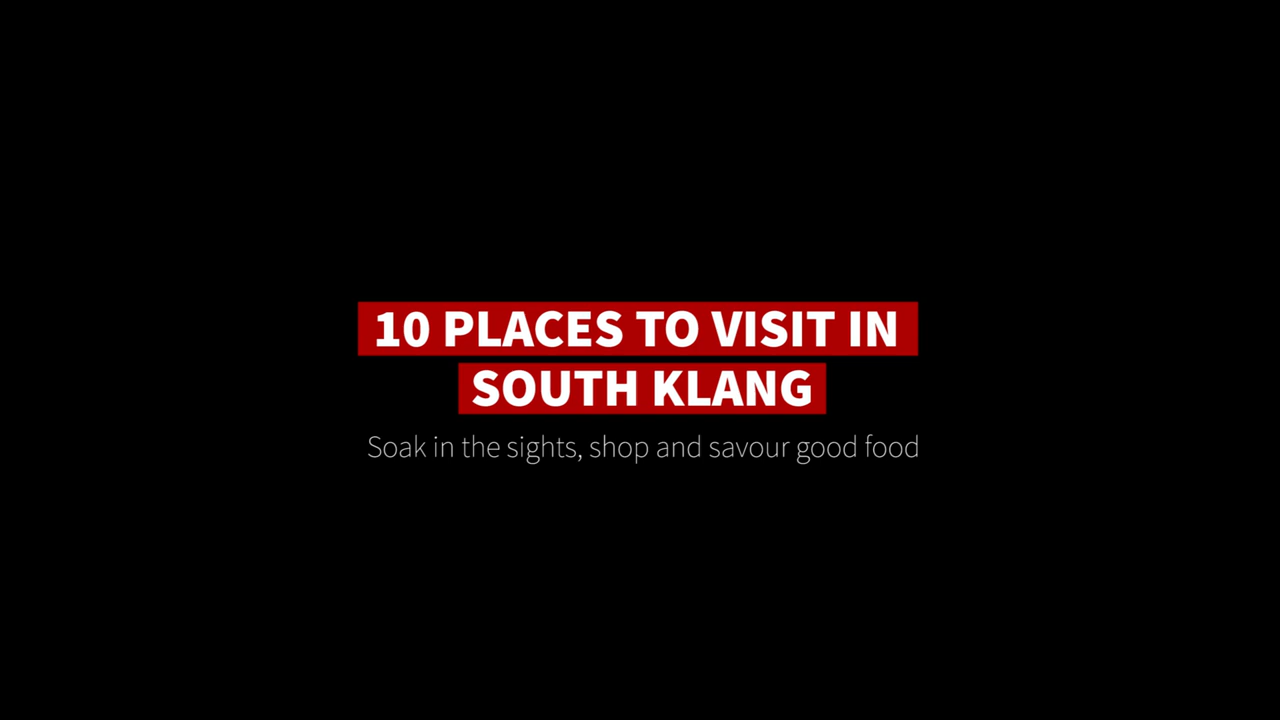 10 PLACES TO VISIT IN
SOUTH KLANG
Soak in the sights, shop and savour good food